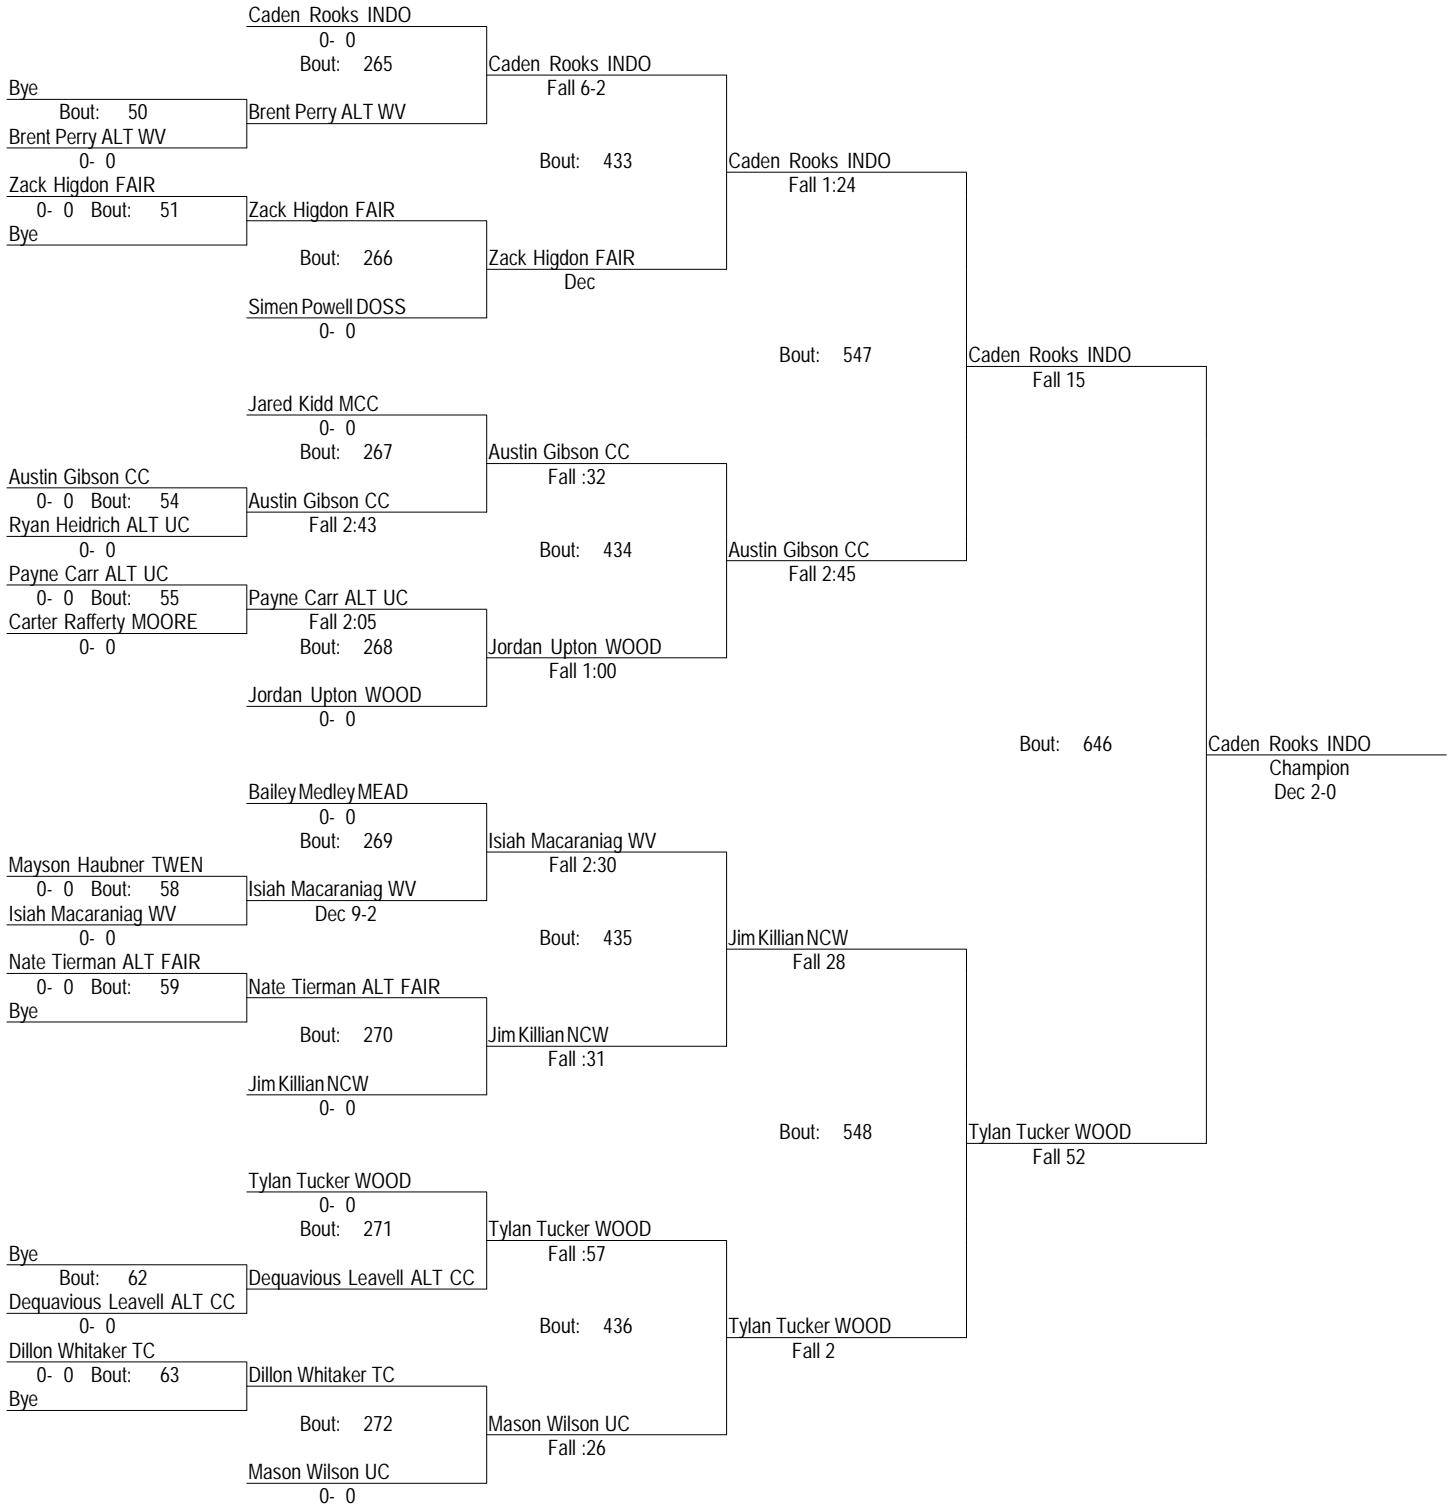 Caden Rooks INDO
0- 0
Bout: 265
Caden Rooks INDO
Bye
Fall 6-2
Bout: 50
Brent Perry ALT WV
Brent Perry ALT WV
0- 0
Bout: 433
Caden Rooks INDO
Zack Higdon FAIR
Fall 1:24
0- 0 Bout: 51
Zack Higdon FAIR
Bye
Bout: 266
Zack Higdon FAIR
Dec
Simen Powell DOSS
0- 0
Bout: 547
Caden Rooks INDO
Fall 15
Jared Kidd MCC
0- 0
Bout: 267
Austin Gibson CC
Austin Gibson CC
Fall :32
0- 0 Bout: 54
Austin Gibson CC
Ryan Heidrich ALT UC
Fall 2:43
0- 0
Bout: 434
Austin Gibson CC
Payne Carr ALT UC
Fall 2:45
0- 0 Bout: 55
Payne Carr ALT UC
Carter Rafferty MOORE
Fall 2:05
0- 0
Bout: 268
Jordan Upton WOOD
Fall 1:00
Jordan Upton WOOD
0- 0
Bout: 646
Caden Rooks INDO
Champion
Dec 2-0
Bailey Medley MEAD
0- 0
Bout: 269
Isiah Macaraniag WV
Mayson Haubner TWEN
Fall 2:30
0- 0 Bout: 58
Isiah Macaraniag WV
Isiah Macaraniag WV
Dec 9-2
0- 0
Bout: 435
Jim Killian NCW
Nate Tierman ALT FAIR
Fall 28
0- 0 Bout: 59
Nate Tierman ALT FAIR
Bye
Bout: 270
Jim Killian NCW
Fall :31
Jim Killian NCW
0- 0
Bout: 548
Tylan Tucker WOOD
Fall 52
Tylan Tucker WOOD
0- 0
Bout: 271
Tylan Tucker WOOD
Bye
Fall :57
Bout: 62
Dequavious Leavell ALT CC
Dequavious Leavell ALT CC
0- 0
Bout: 436
Tylan Tucker WOOD
Dillon Whitaker TC
Fall 2
0- 0 Bout: 63
Dillon Whitaker TC
Bye
Bout: 272
Mason Wilson UC
Fall :26
Mason Wilson UC
0- 0